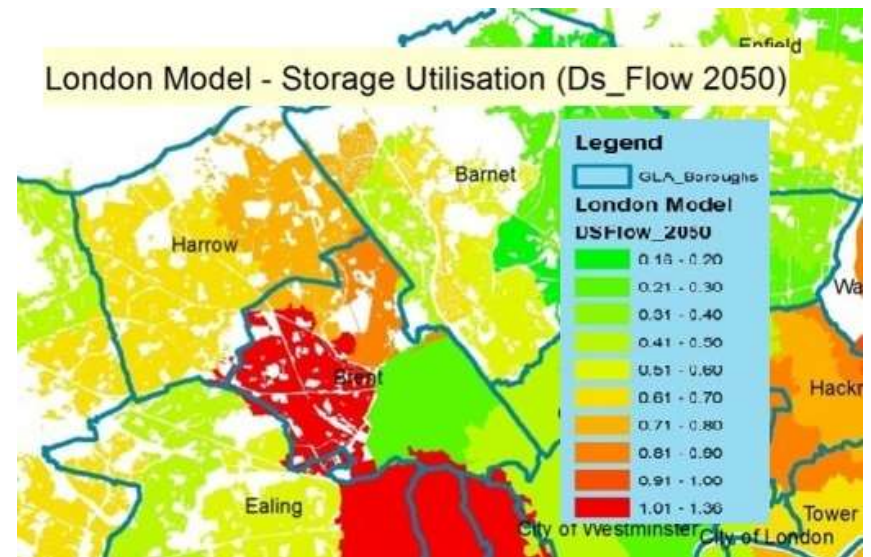 Enfield
London Model - Storage Utilisation (Ds_Flow 2050)
Legend
GLA_Boroughs
London Model
DSFlow_2050
0.16 - 0.20
0.21 - 0.30
0.31 - 0.40
0.41 - 0.50
0.51 - 0.60
0.61 - 0.70
0.71 - 0.80
0.81 - 0.90
0.91 - 1.00
1.01 - 1.36
Barnet
Harrow
Wa
Brent
Hackr
Ealing
Tower
City of Westminster
City of London